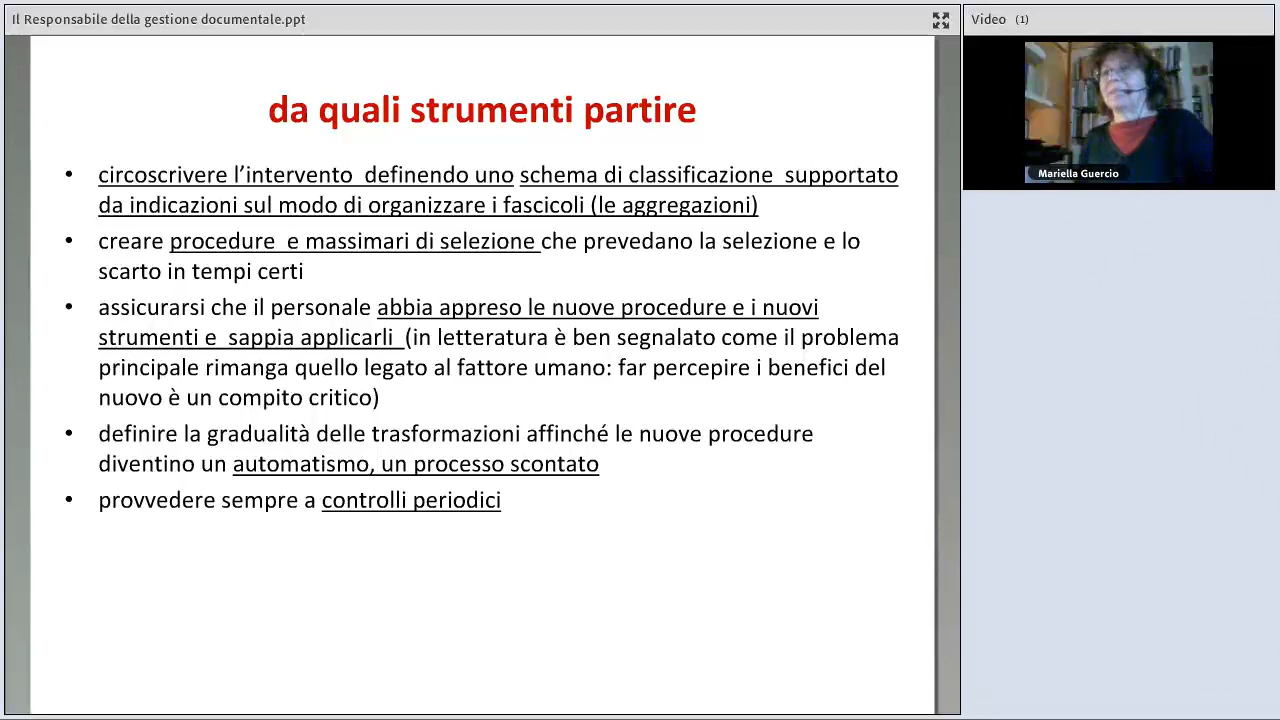 Il Responsabile della gestione documentale.ppt
Video (1)
Mariella Guercio
da quali strumenti partire
• circoscrivere l’intervento definendo uno schema di classificazione supportato
da indicazioni sul modo di organizzare i fascicoli (le aggregazioni)
• creare procedure e massimari di selezione che prevedano la selezione e lo
scarto in tempi certi
• assicurarsi che il personale abbia appreso le nuove procedure e i nuovi
strumenti e sappia applicarli (in letteratura è ben segnalato come il problema
principale rimanga quello legato al fattore umano: far percepire i benefici del
nuovo è un compito critico)
• definire la gradualità delle trasformazioni affinché le nuove procedure
diventino un automatismo, un processo scontato
• provvedere sempre a controlli periodici